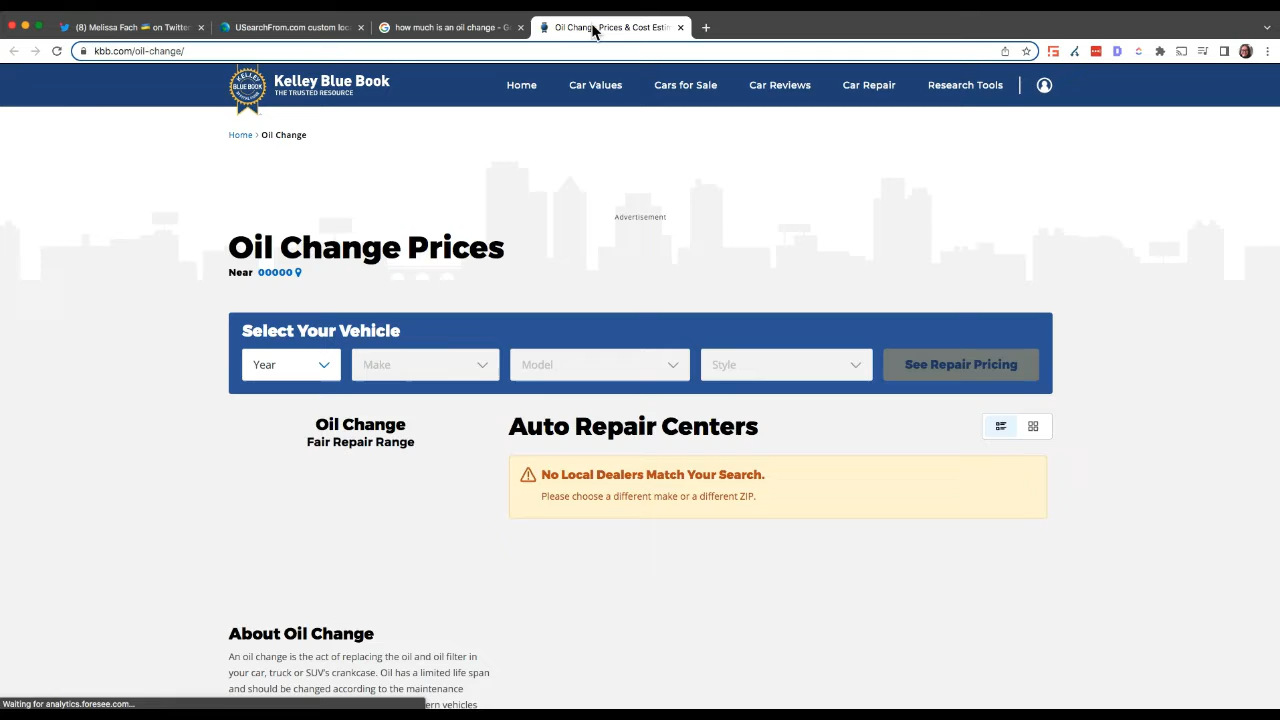 (8) Melissa Fach on Twitter
USearchFrom.com custom loc
how much is an oil change - G
Oil Change Prices & Cost Estim
kbb.com/oil-change/
KELLEY BLUE BOOK
Kelley Blue Book
THE TRUSTED RESOURCE
Home
Car Values
Cars for Sale
Car Reviews
Car Repair
Research Tools
Home > Oil Change
Advertisement
Oil Change Prices
Near 00000
Select Your Vehicle
Year
Make
Model
Style
See Repair Pricing
Oil Change
Fair Repair Range
Auto Repair Centers
No Local Dealers Match Your Search.
Please choose a different make or a different ZIP.
About Oil Change
An oil change is the act of replacing the oil and oil filter in
your car, truck or SUV's crankcase. Oil has a limited life span
and should be changed according to the maintenance
ern vehicles
Waiting for analytics.foresee.com...